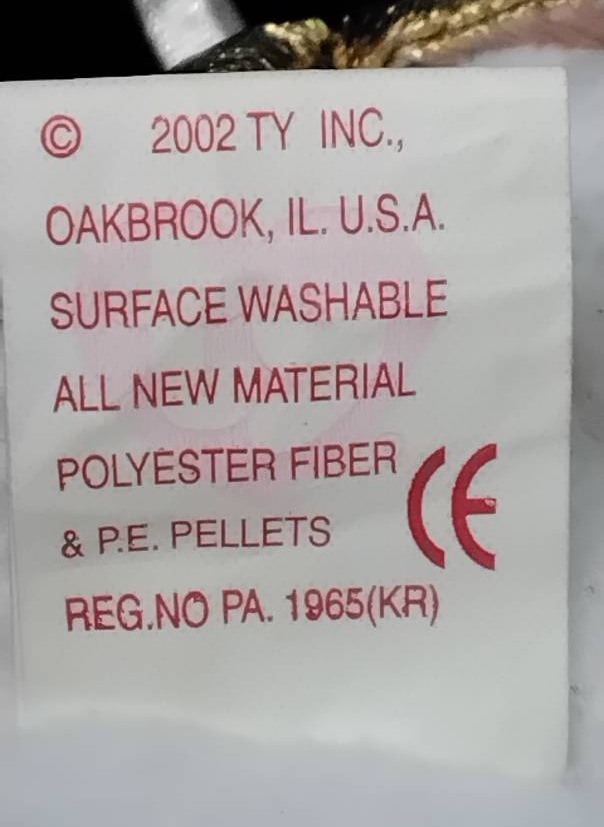 © 2002 TY INC.,
OAKBROOK, IL. U.S.A.
SURFACE WASHABLE
ALL NEW MATERIAL
POLYESTER FIBER
& P.E. PELLETS
CE
REG.NO PA. 1965(KR)